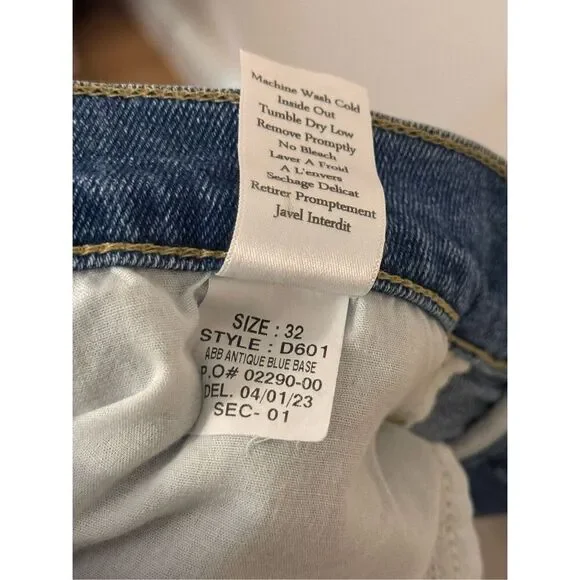 Machine Wash Cold
Inside Out
Tumble Dry Low
Remove Promptly
No Bleach
Laver A Froid
A L'envers
Sechage Delicat
Retirer Promptement
Javel Interdit
SIZE : 32
STYLE : D601
ABB ANTIQUE BLUE BASE
P.O# 02290-00
DEL. 04/01/23
SEC- 01